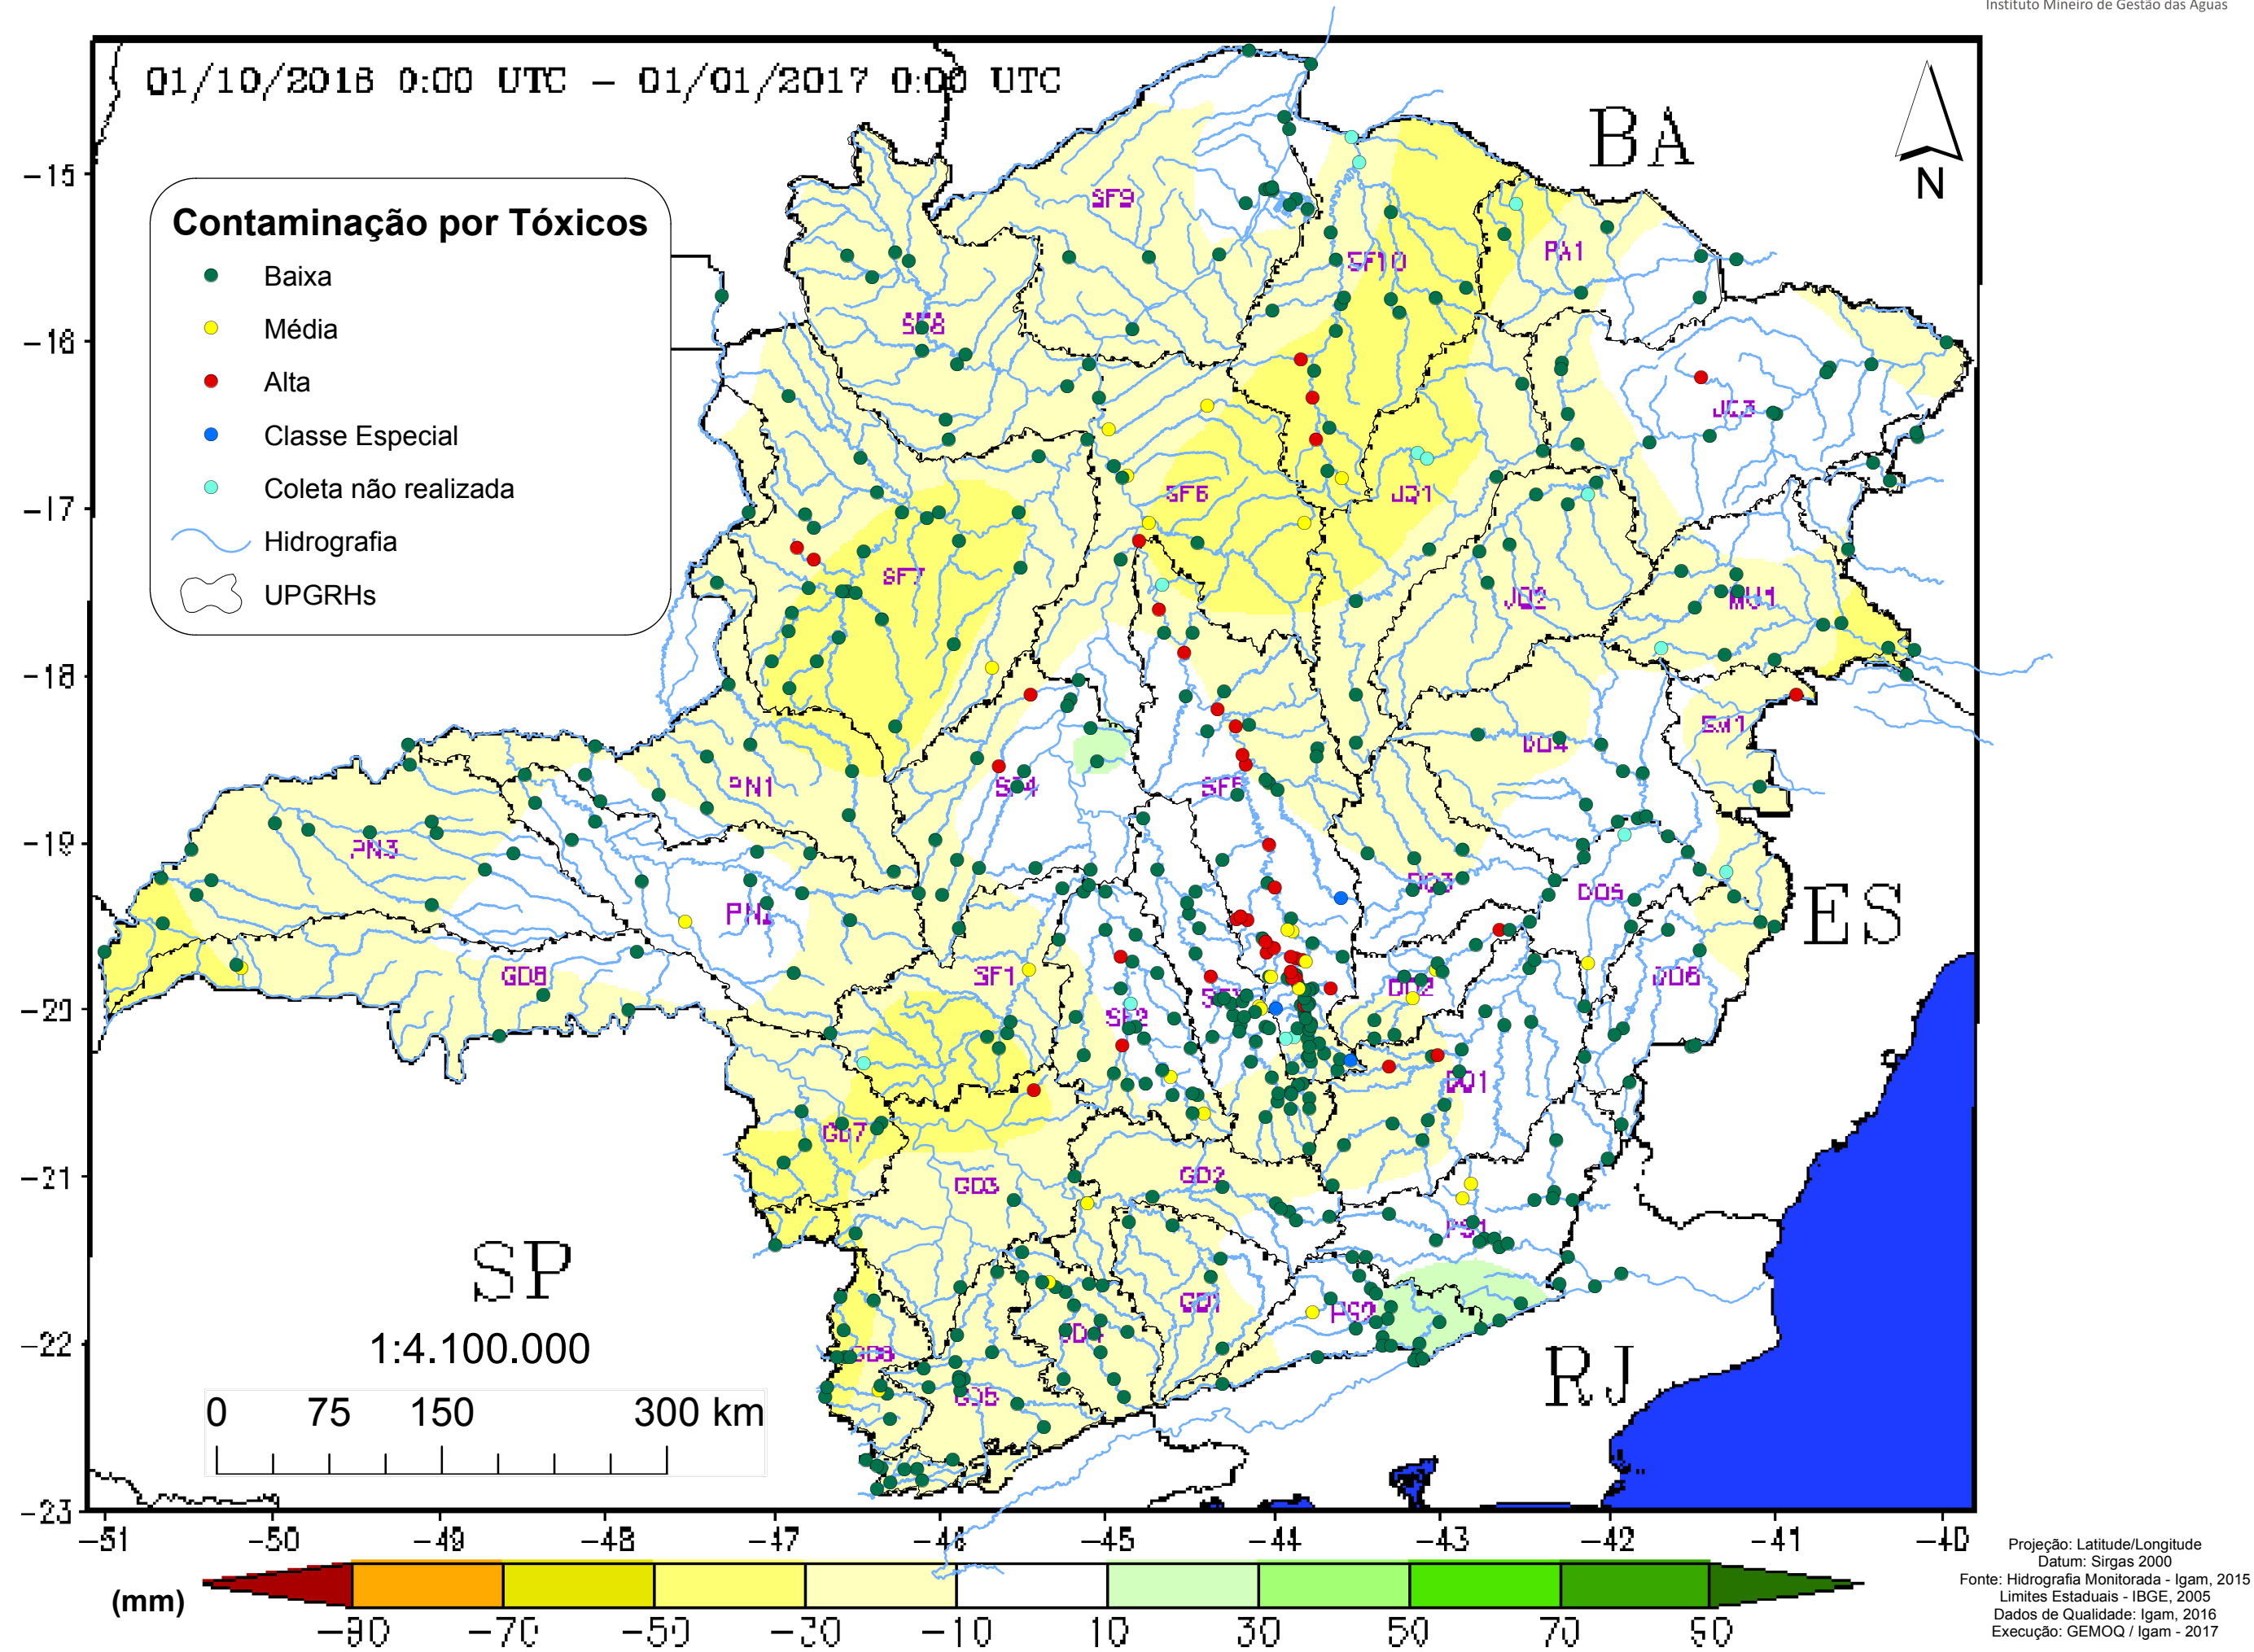 Instituto Mineiro de Gestão das Águas
01/10/2016 0:00 UTC – 01/01/2017 0:00 UTC
BA
N
Contaminação por Tóxicos
Baixa
Média
Alta
Classe Especial
Coleta não realizada
Hidrografia
UPGRHs
-15
-16
-17
-18
-19
-20
-21
-22
-23
SF9
SF10
PA1
SF8
JQ3
SF6
JQ1
SF7
JQ2
MU1
SM1
DO4
PN1
SF4
SF5
PN3
DO3
DO5
PN2
ES
GD8
SF1
DO2
DO6
SF2
SF3
DO1
GD7
GD3
GD2
PS1
SP
GD1
PS2
GD4
GD6
RJ
GD5
1:4.100.000
0 75 150 300 km
-51 -50 -49 -48 -47 -46 -45 -44 -43 -42 -41 -40
(mm)
-90 -70 -50 -30 -10 10 30 50 70 90
Projeção: Latitude/Longitude
Datum: Sirgas 2000
Fonte: Hidrografia Monitorada - Igam, 2015
Limites Estaduais - IBGE, 2005
Dados de Qualidade: Igam, 2016
Execução: GEMOQ / Igam - 2017